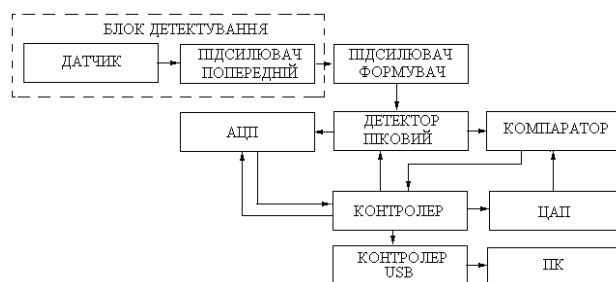 БЛОК ДЕТЕКТУВАННЯ
ДАТЧИК
ПІДСИЛЮВАЧ
ПОПЕРЕДНІЙ
ПІДСИЛЮВАЧ
ФОРМУВАЧ
АЦП
ДЕТЕКТОР
ПІКОВИЙ
КОМПАРАТОР
КОНТРОЛЕР
ЦАП
КОНТРОЛЕР
USB
ПК